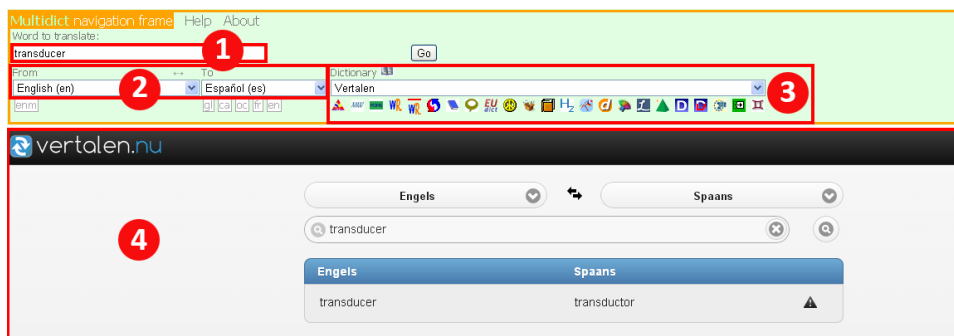 Multidict navigation frame Help About
Word to translate:
transducer Go
1
From ↔ To Dictionary
English (en) Español (es) Vertalen
2
3
enm gl ca oc fr en
vertalen.nu
Engels Spaans
transducer
4
Engels Spaans
transducer transductor